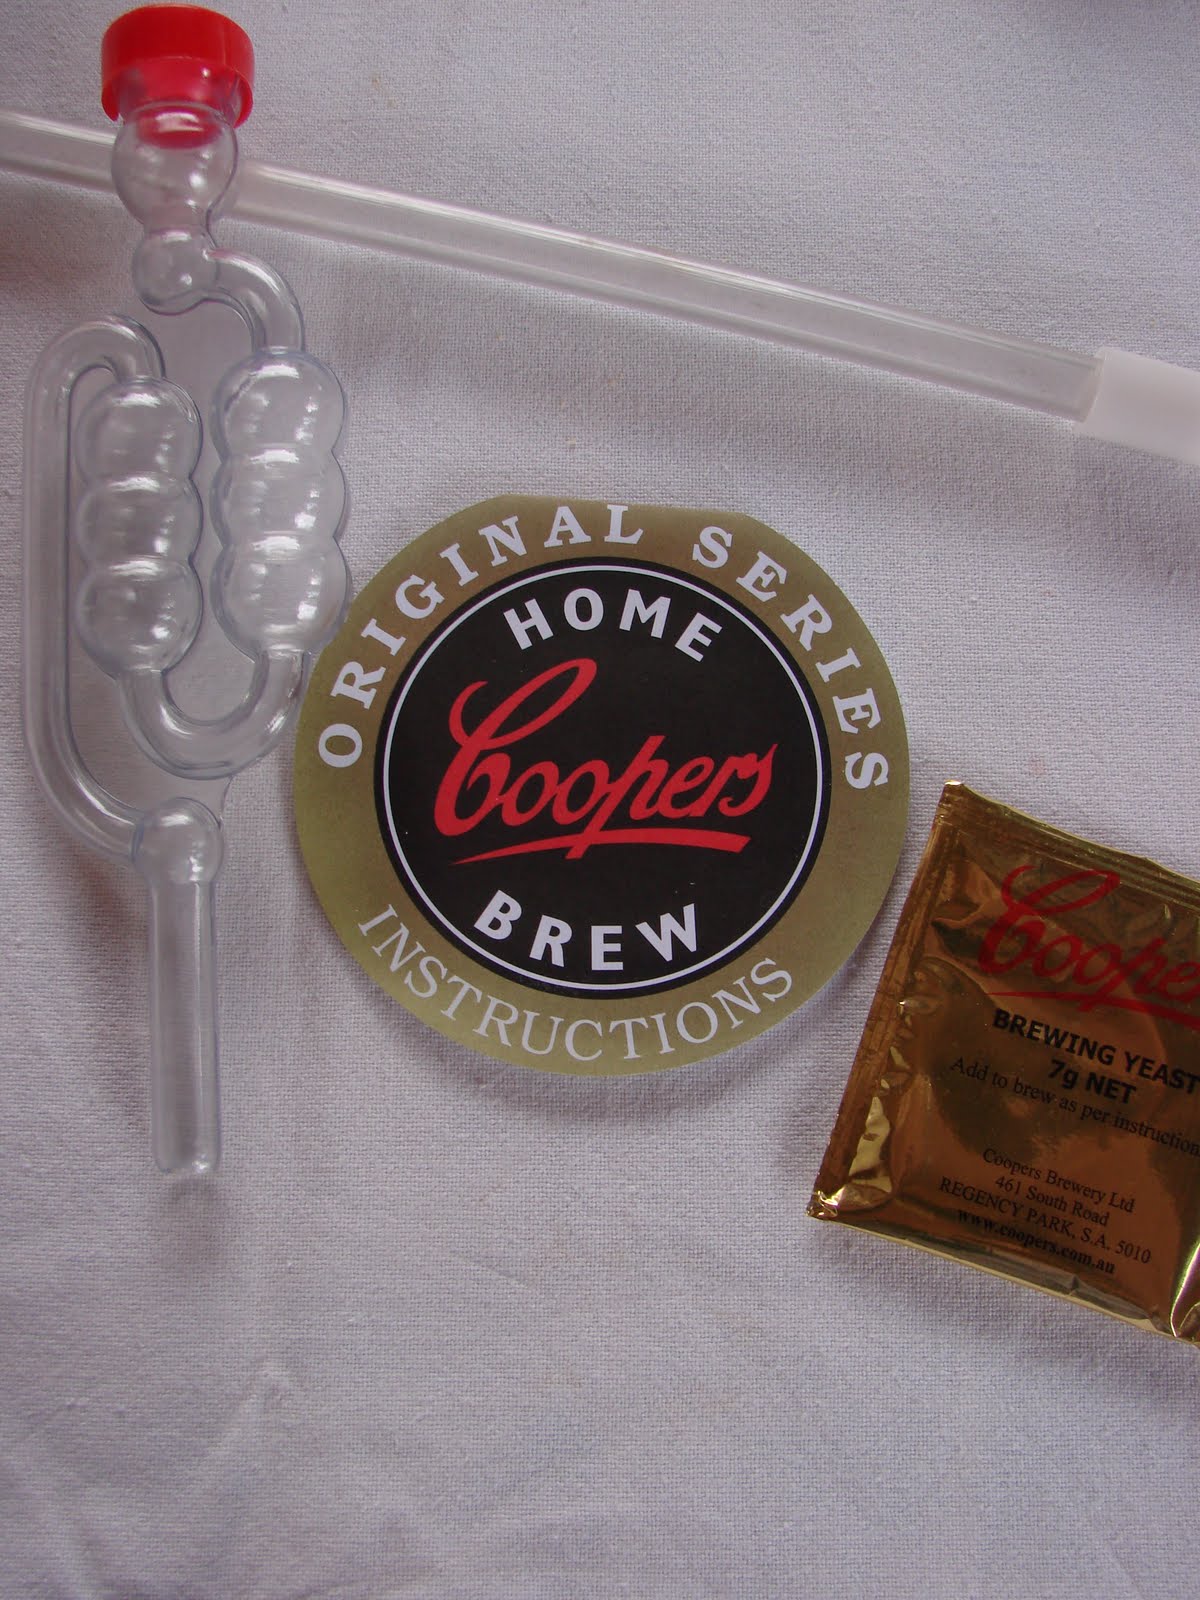 ORIGINAL SERIES
HOME
Coopers
BREW
INSTRUCTIONS
Coopers
BREWING YEAST
7g NET
Add to brew as per instruction
Coopers Brewery Ltd
461 South Road
REGENCY PARK, S.A. 5010
www.coopers.com.au